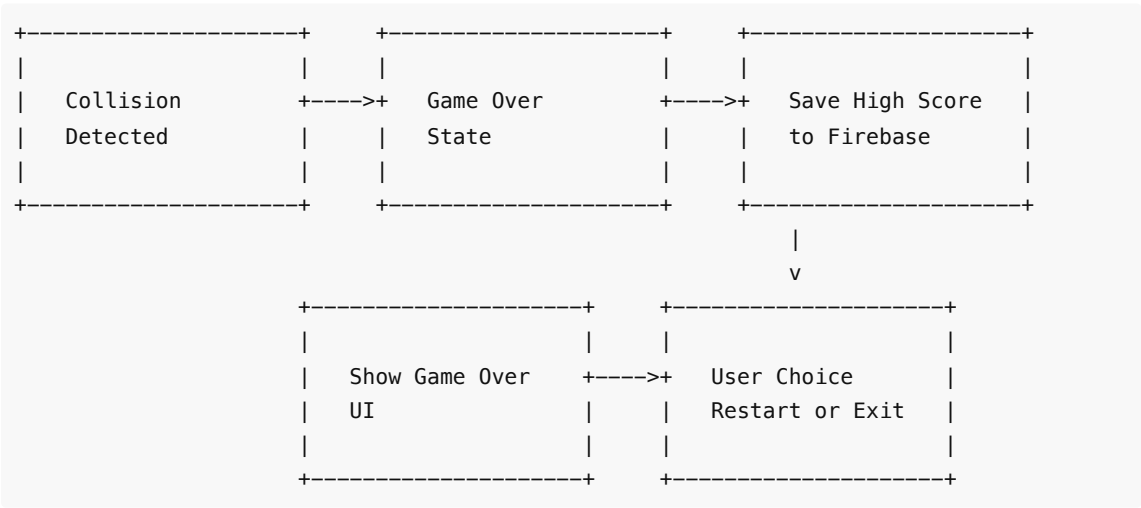 Collision
Detected
Game Over
State
Save High Score
to Firebase
v
Show Game Over
UI
User Choice
Restart or Exit